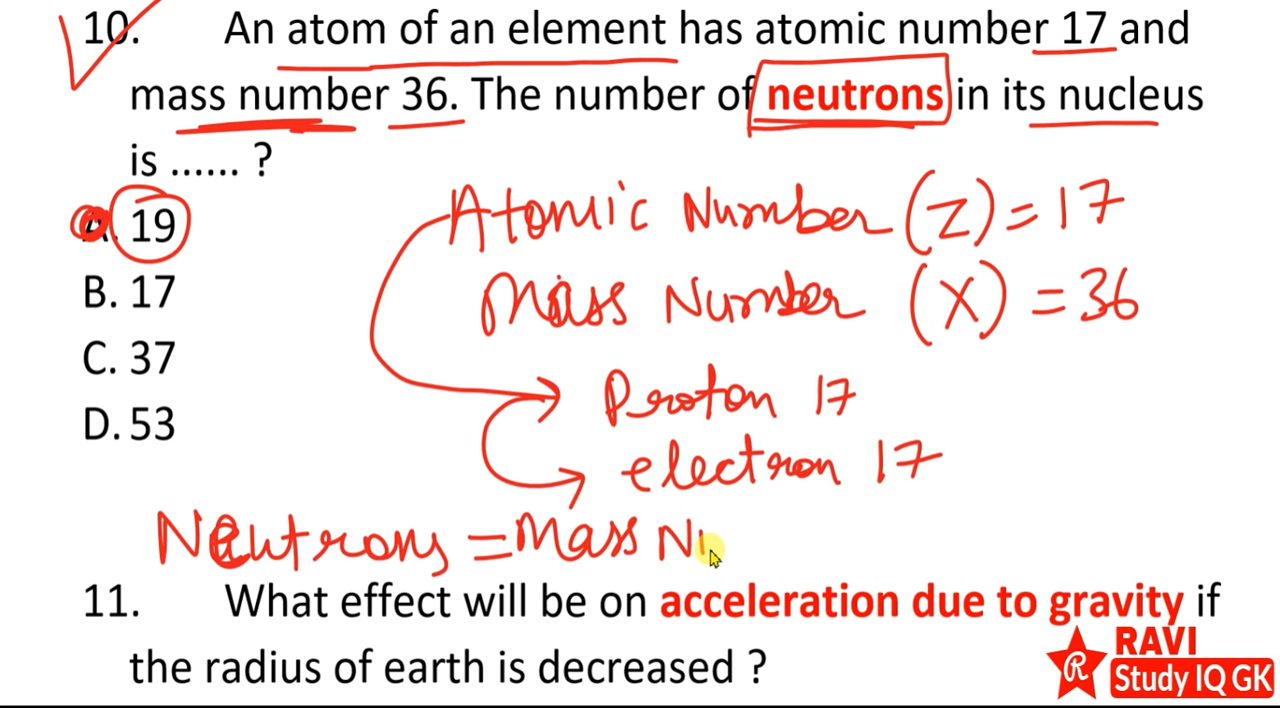 10. An atom of an element has atomic number 17 and
mass number 36. The number of neutrons in its nucleus
is ...... ?
A. 19
B. 17
C. 37
D. 53
Atomic Number (Z) = 17
Mass Number (X) = 36
Proton 17
electron 17
Neutrons = Mass
11. What effect will be on acceleration due to gravity if
the radius of earth is decreased ?
R
RAVI
Study IQ GK